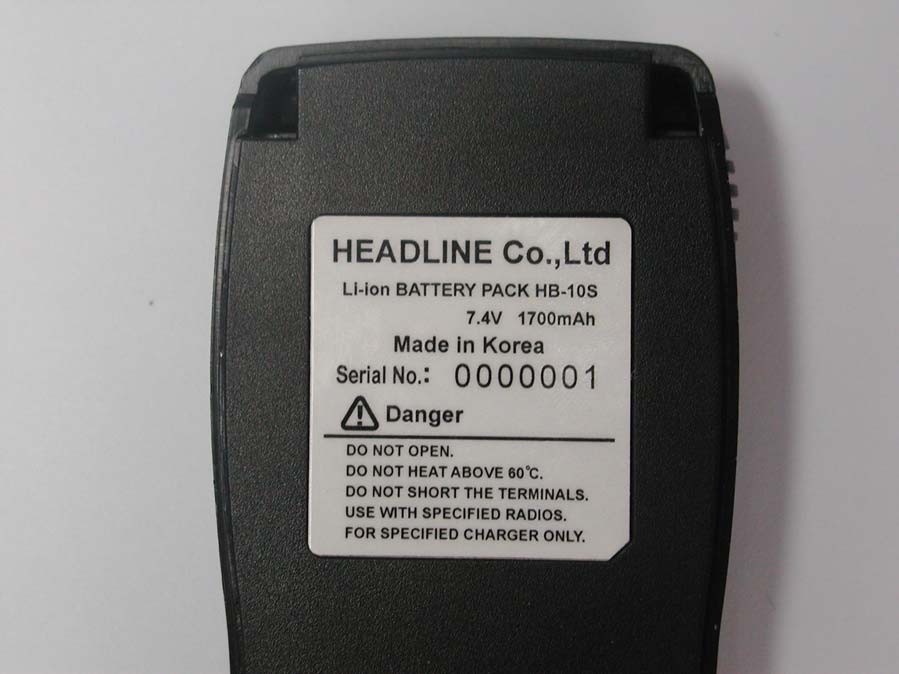 HEADLINE Co.,Ltd
Li-ion BATTERY PACK HB-10S
7.4V 1700mAh
Made in Korea
Serial No.: 0000001
Danger
DO NOT OPEN.
DO NOT HEAT ABOVE 60℃.
DO NOT SHORT THE TERMINALS.
USE WITH SPECIFIED RADIOS.
FOR SPECIFIED CHARGER ONLY.